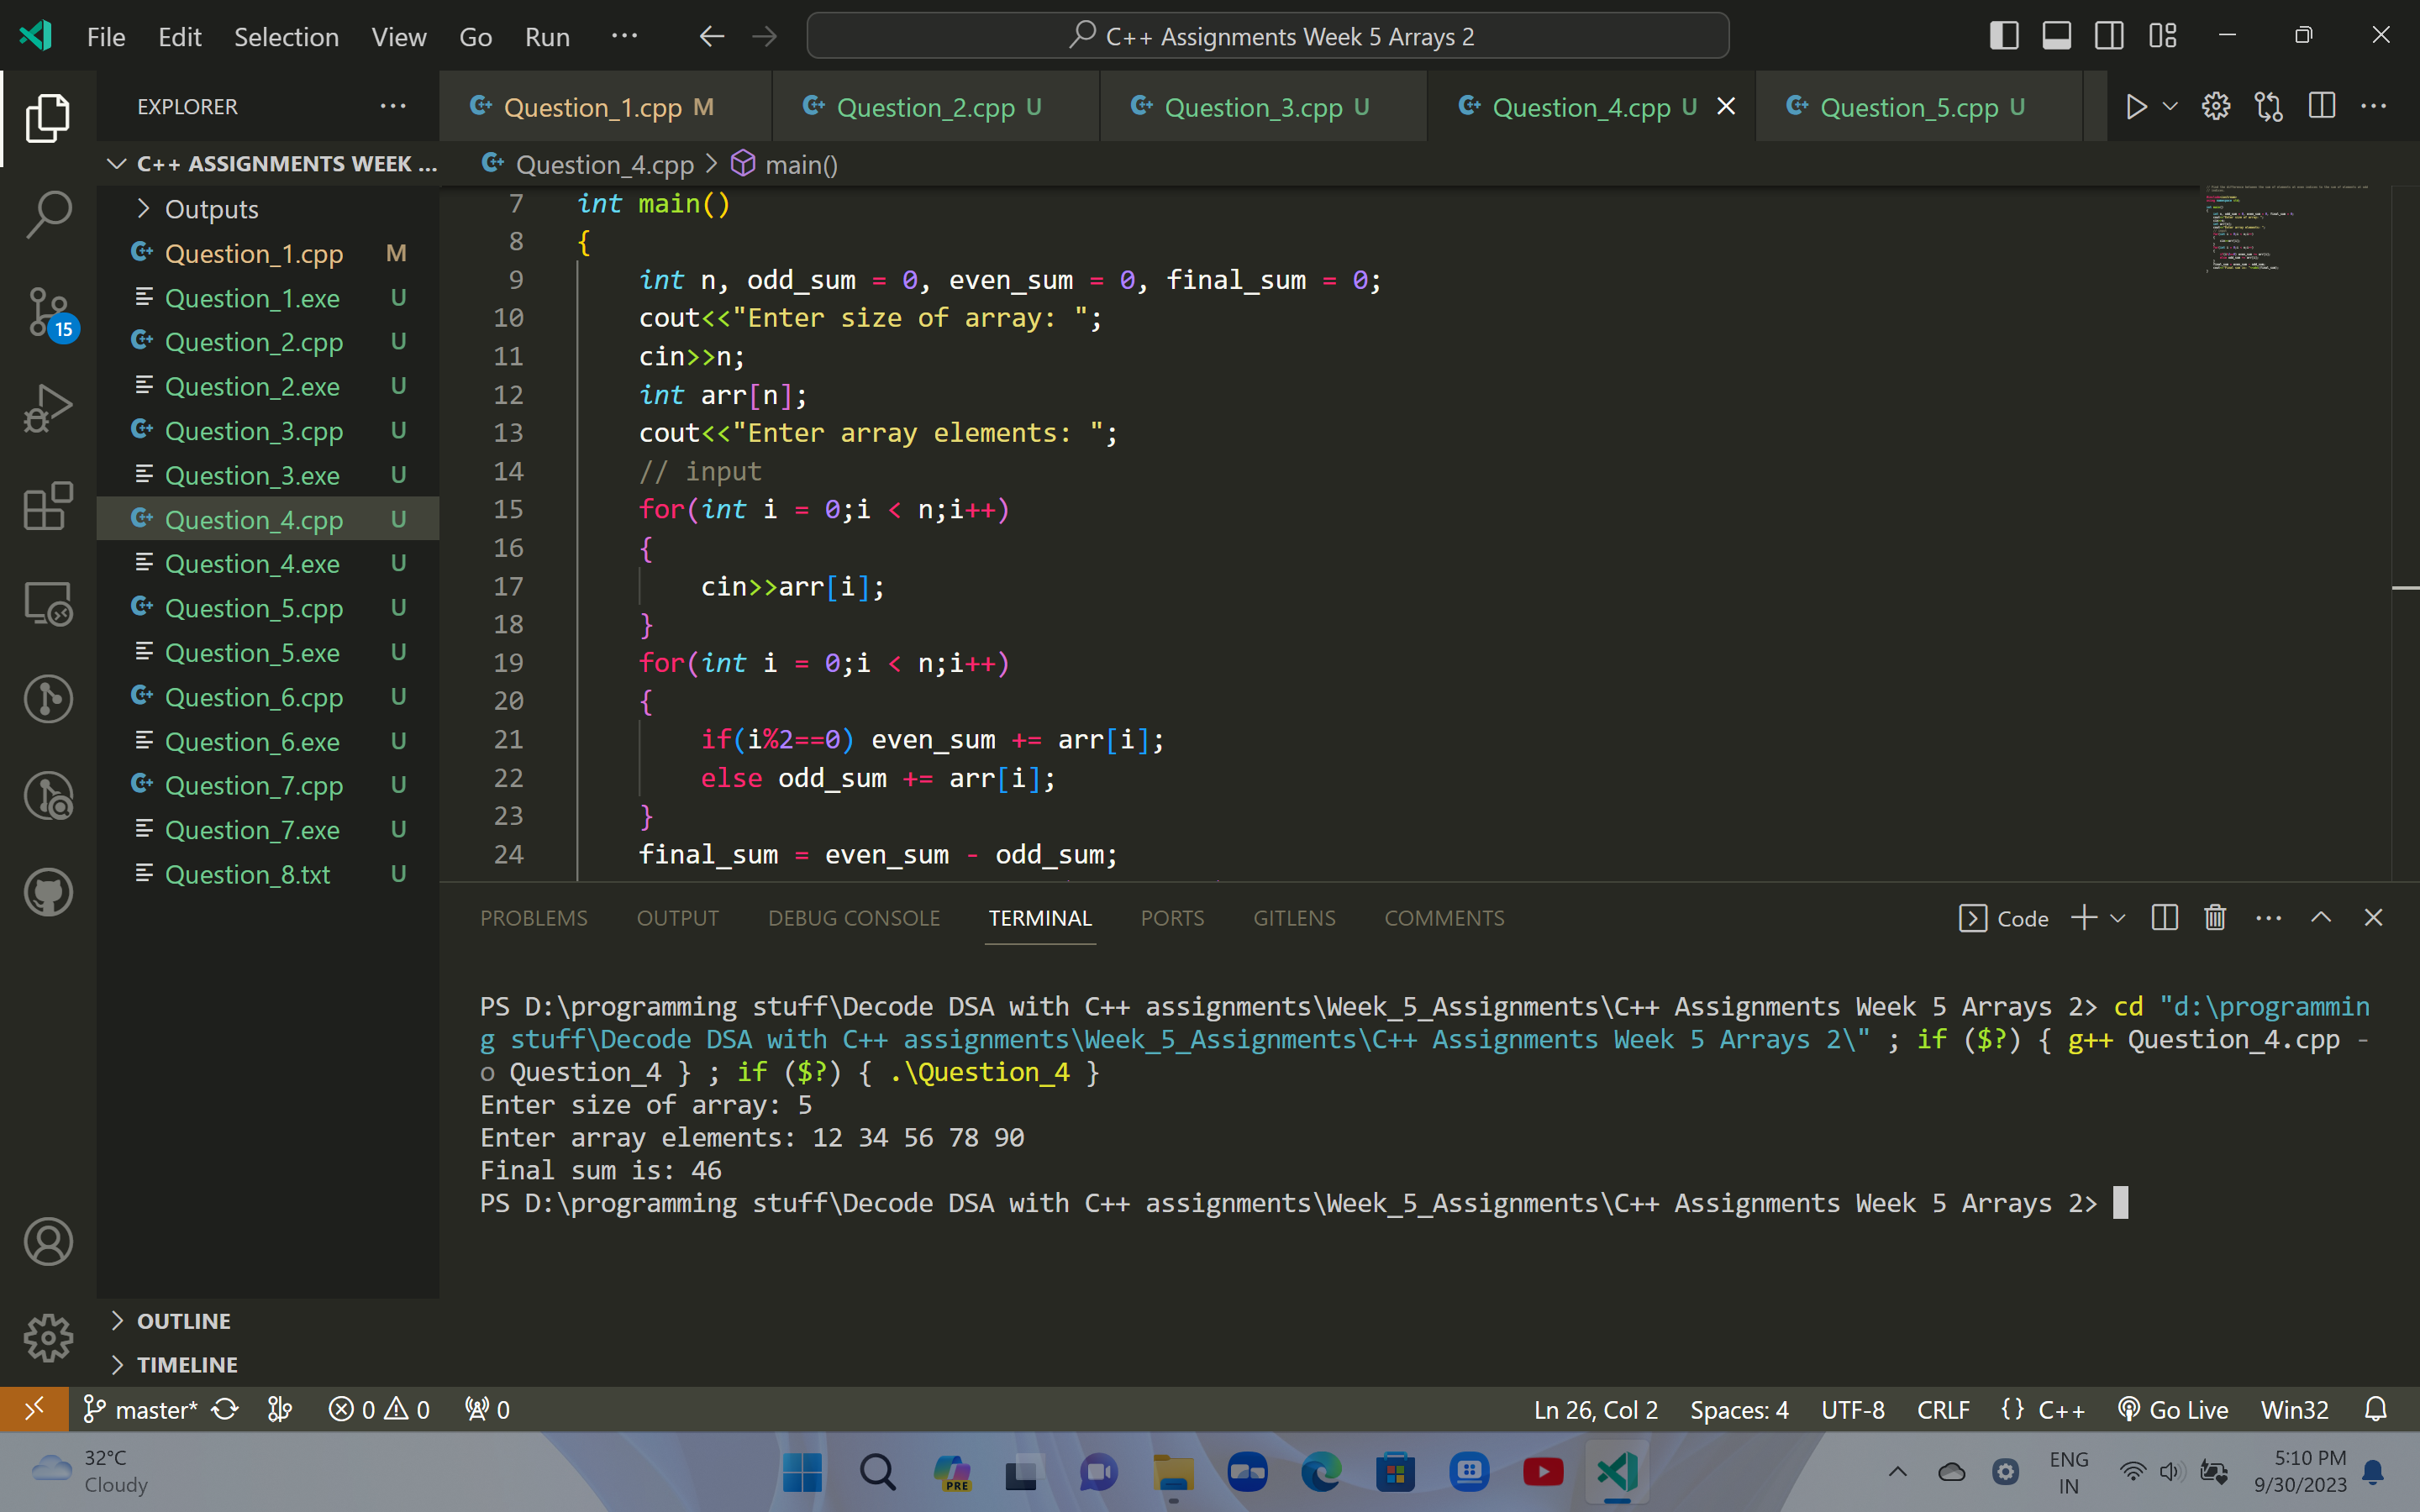 File Edit Selection View Go Run ··· C++ Assignments Week 5 Arrays 2
EXPLORER ···
Question_1.cpp M Question_2.cpp U Question_3.cpp U Question_4.cpp U Question_5.cpp U
C++ ASSIGNMENTS WEEK ...
Outputs
Question_1.cpp M
Question_1.exe U
Question_2.cpp U
Question_2.exe U
Question_3.cpp U
Question_3.exe U
Question_4.cpp U
Question_4.exe U
Question_5.cpp U
Question_5.exe U
Question_6.cpp U
Question_6.exe U
Question_7.cpp U
Question_7.exe U
Question_8.txt U
OUTLINE
TIMELINE
15
Question_4.cpp > main()
7 int main()
8 {
9 int n, odd_sum = 0, even_sum = 0, final_sum = 0;
10 cout<<"Enter size of array: ";
11 cin>>n;
12 int arr[n];
13 cout<<"Enter array elements: ";
14 // input
15 for(int i = 0;i < n;i++)
16 {
17 cin>>arr[i];
18 }
19 for(int i = 0;i < n;i++)
20 {
21 if(i%2==0) even_sum += arr[i];
22 else odd_sum += arr[i];
23 }
24 final_sum = even_sum - odd_sum;
PROBLEMS OUTPUT DEBUG CONSOLE TERMINAL PORTS GITLENS COMMENTS Code
PS D:\programming stuff\Decode DSA with C++ assignments\Week_5_Assignments\C++ Assignments Week 5 Arrays 2> cd "d:\programmin
g stuff\Decode DSA with C++ assignments\Week_5_Assignments\C++ Assignments Week 5 Arrays 2\" ; if ($?) { g++ Question_4.cpp -
o Question_4 } ; if ($?) { .\Question_4 }
Enter size of array: 5
Enter array elements: 12 34 56 78 90
Final sum is: 46
PS D:\programming stuff\Decode DSA with C++ assignments\Week_5_Assignments\C++ Assignments Week 5 Arrays 2>
master* 0 0 0 Ln 26, Col 2 Spaces: 4 UTF-8 CRLF {} C++ Go Live Win32
32°C
Cloudy
PRE
ENG
IN
5:10 PM
9/30/2023